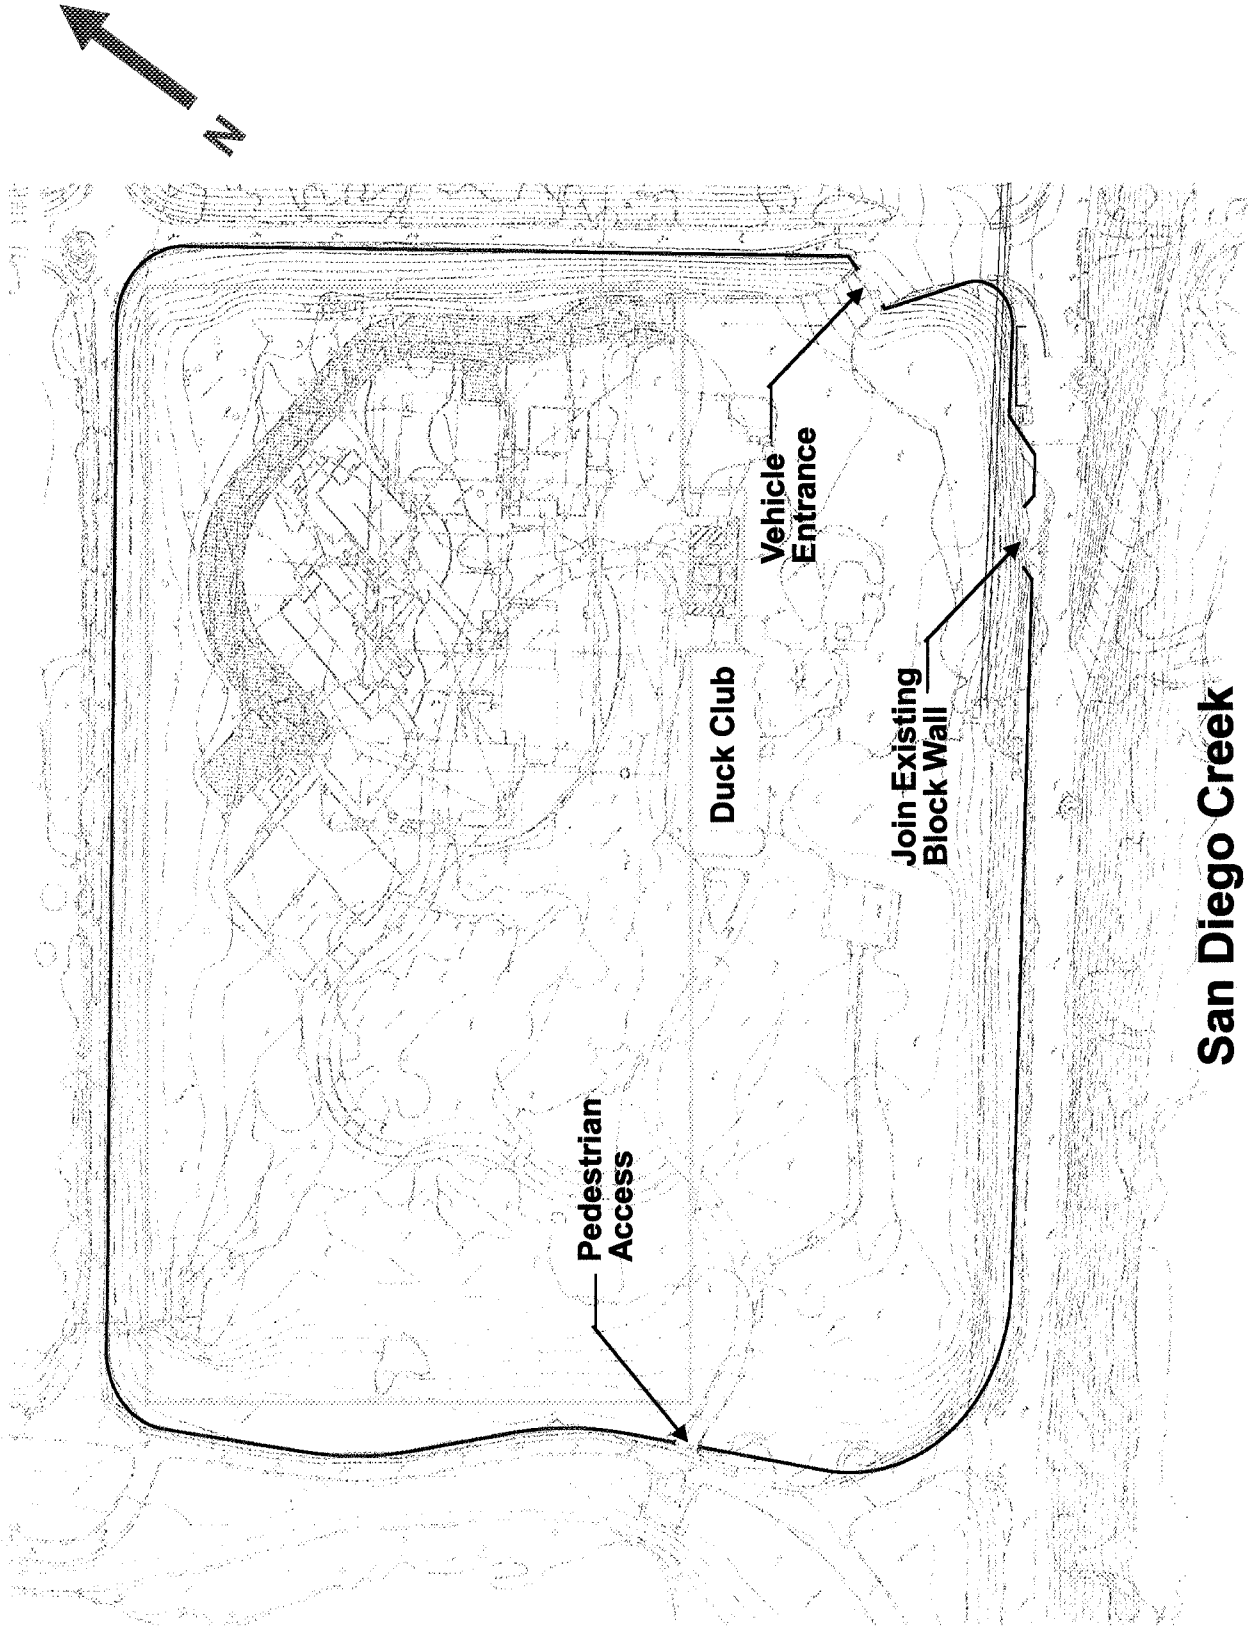 N
Vehicle
Entrance
Duck Club
Join Existing
Block Wall
Pedestrian
Access
San Diego Creek